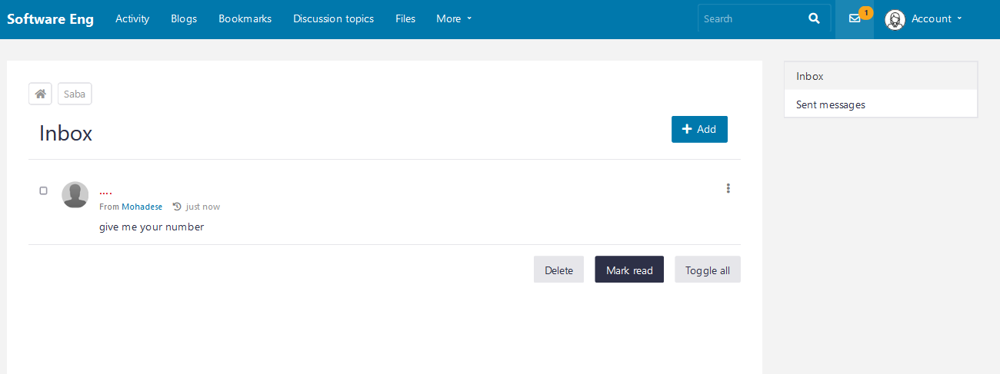 Software Eng Activity Blogs Bookmarks Discussion topics Files More Search 1 Account
Saba
Inbox
Add
....
From Mohadese just now
give me your number
Delete Mark read Toggle all
Inbox
Sent messages